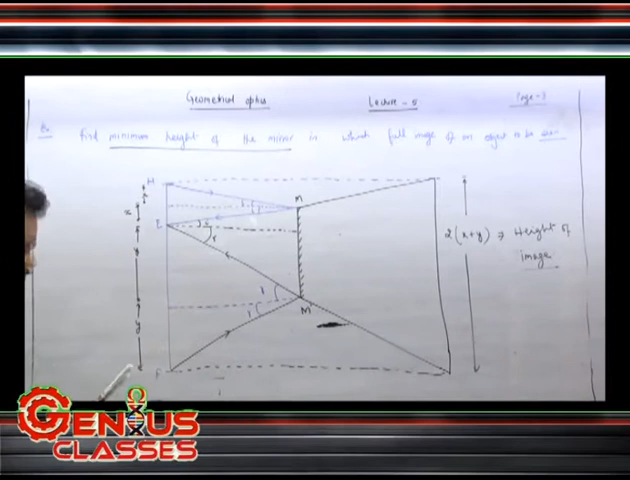 Geometrical optics Lecture - 5 Page-3
Q. Find minimum height of the mirror in which full image of an object to be seen
H
x
x
M
E
i
r
y
2(x+y) ⇒ Height of
image
y
M'
F
GENIUS
CLASSES